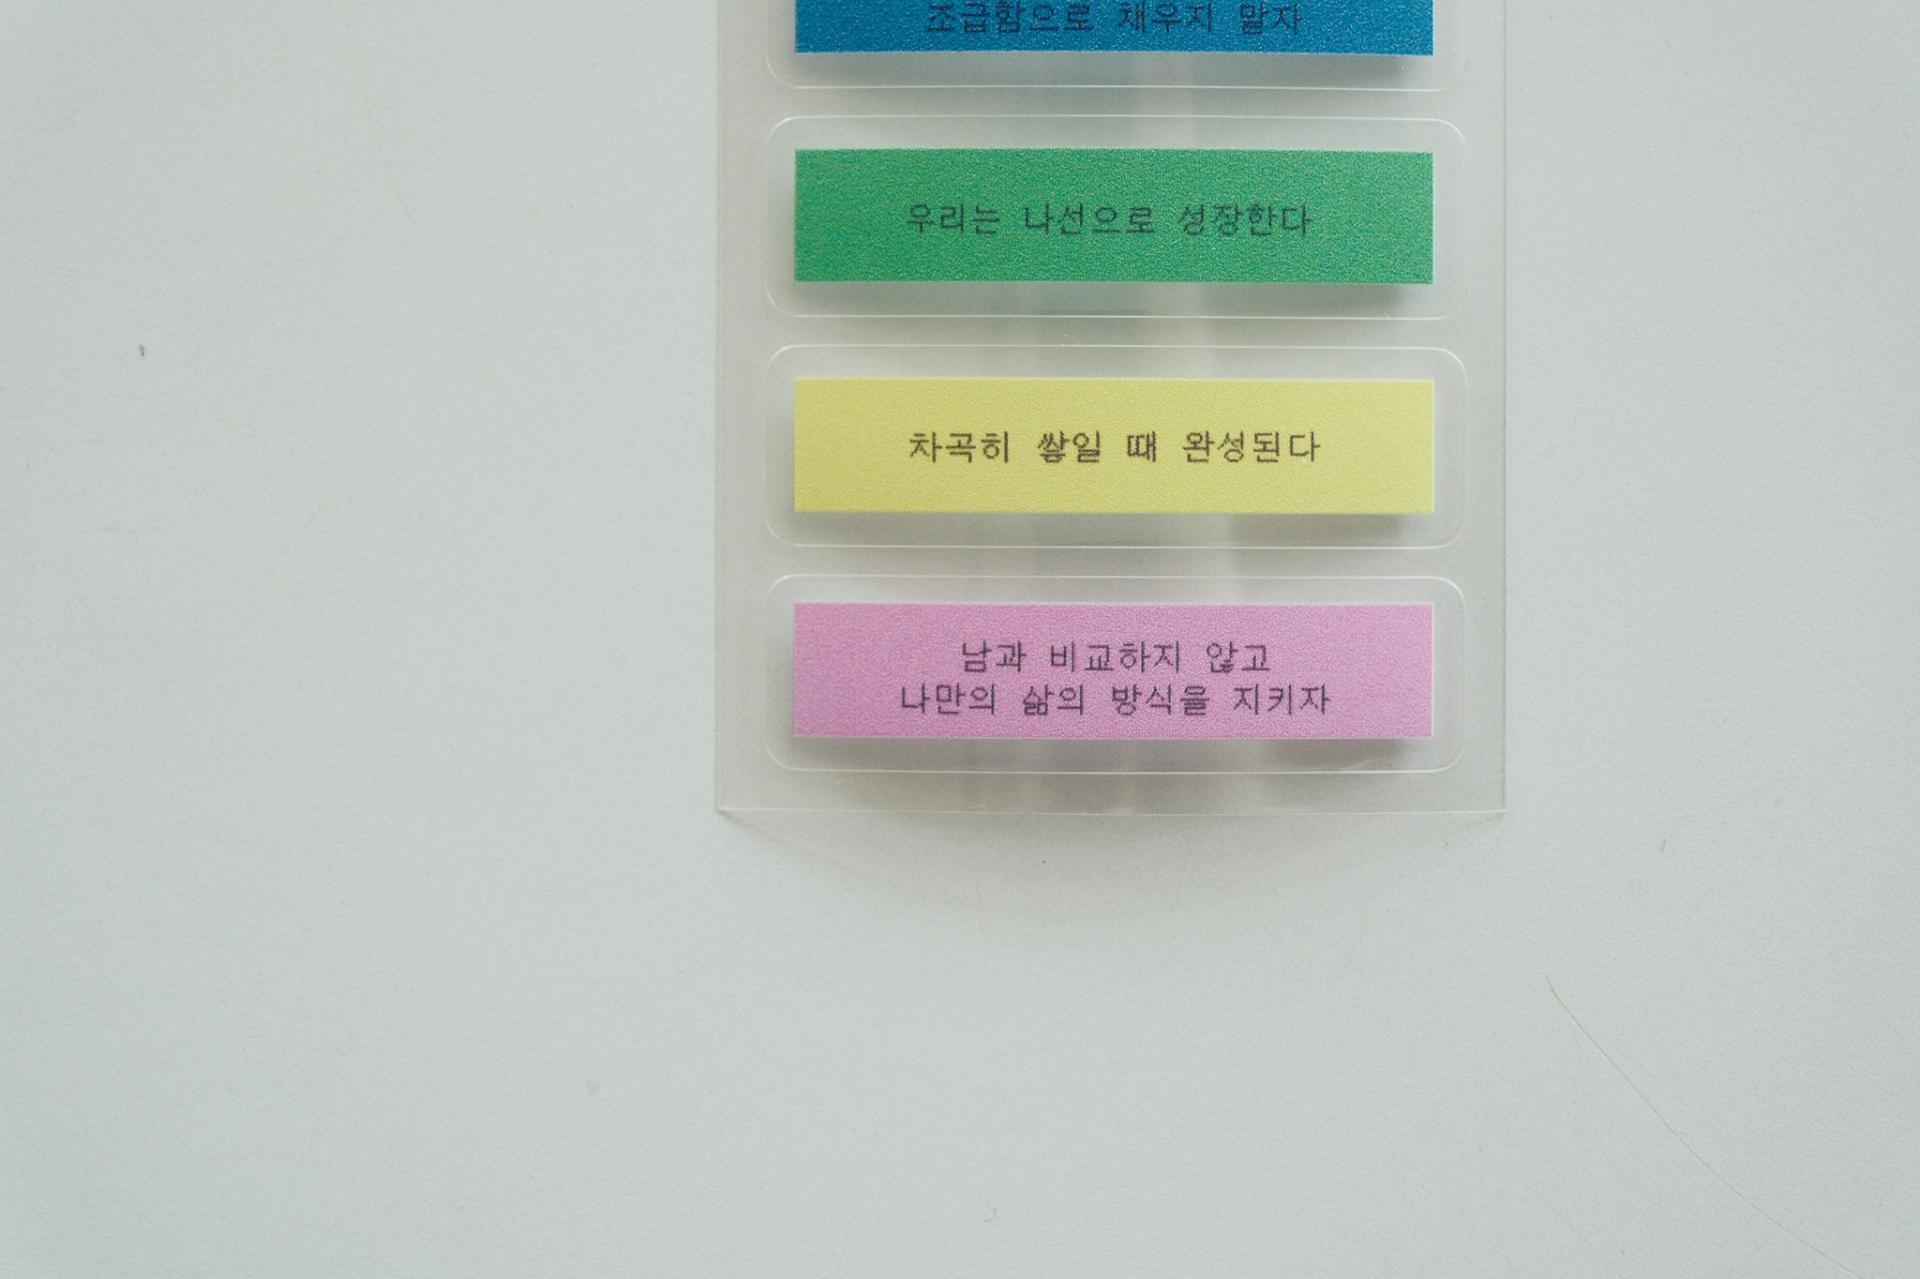 조급함으로 채우지 말자
우리는 나선으로 성장한다
차곡히 쌓일 때 완성된다
남과 비교하지 않고
나만의 삶의 방식을 지키자